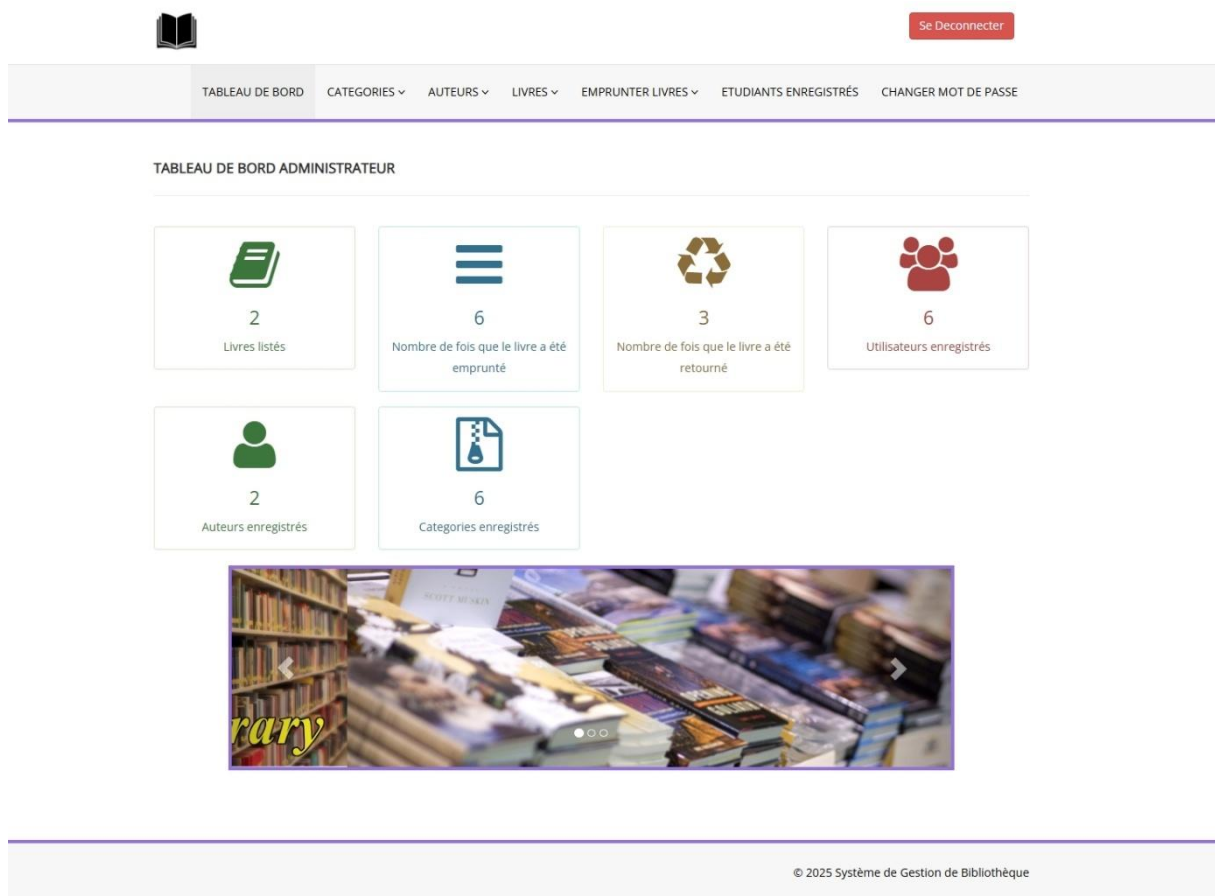 Se Deconnecter
TABLEAU DE BORD CATEGORIES AUTEURS LIVRES EMPRUNTER LIVRES ETUDIANTS ENREGISTRÉS CHANGER MOT DE PASSE
TABLEAU DE BORD ADMINISTRATEUR
2
Livres listés
6
Nombre de fois que le livre a été
emprunté
3
Nombre de fois que le livre a été
retourné
6
Utilisateurs enregistrés
2
Auteurs enregistrés
6
Categories enregistrés
SCOTT MUSKIN
rary
© 2025 Système de Gestion de Bibliothèque